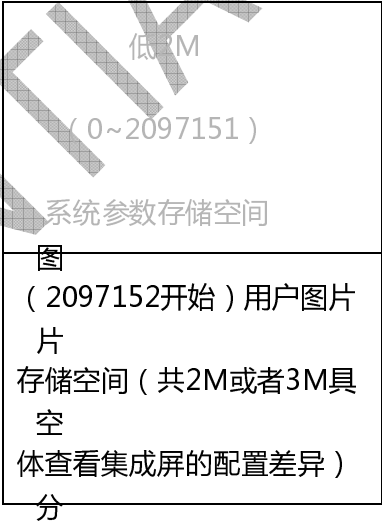 低2M
（0~2097151）
系统参数存储空间
图
（2097152开始）用户图片
片
存储空间（共2M或者3M具
空
体查看集成屏的配置差异）
分